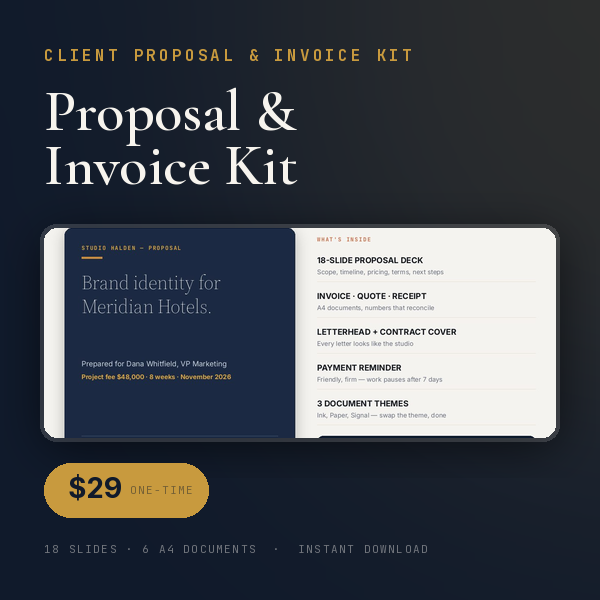 CLIENT PROPOSAL & INVOICE KIT
Proposal &
Invoice Kit
STUDIO HALDEN — PROPOSAL
Brand identity for
Meridian Hotels.
Prepared for Dana Whitfield, VP Marketing
Project fee $48,000 · 8 weeks · November 2026
WHAT'S INSIDE
18-SLIDE PROPOSAL DECK
Scope, timeline, pricing, terms, next steps
INVOICE · QUOTE · RECEIPT
A4 documents, numbers that reconcile
LETTERHEAD + CONTRACT COVER
Every letter looks like the studio
PAYMENT REMINDER
Friendly, firm — work pauses after 7 days
3 DOCUMENT THEMES
Ink, Paper, Signal — swap the theme, done
$29 ONE-TIME
18 SLIDES · 6 A4 DOCUMENTS · INSTANT DOWNLOAD